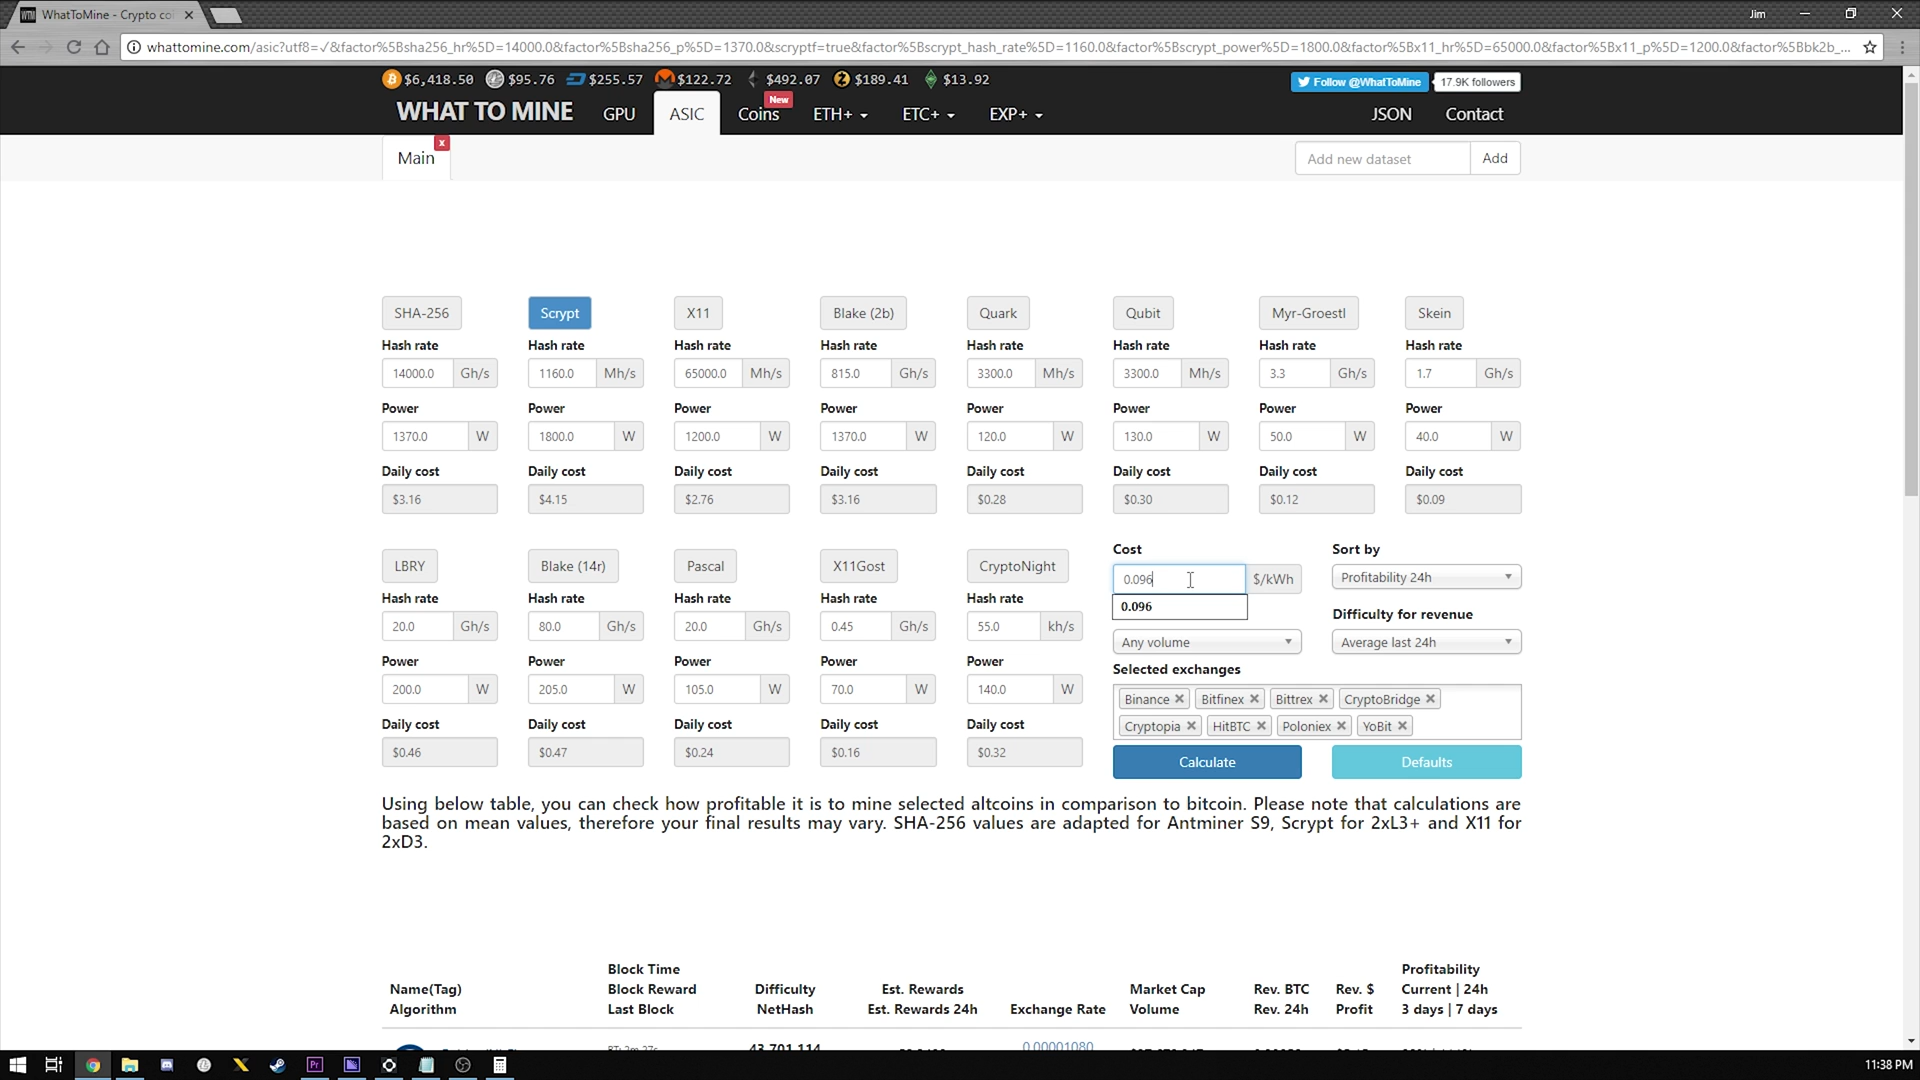 WhatToMine - Crypto co
Jim
whattomine.com/asic?utf8=✓&factor%5Bsha256_hr%5D=14000.0&factor%5Bsha256_p%5D=1370.0&scryptf=true&factor%5Bscrypt_hash_rate%5D=1160.0&factor%5Bscrypt_power%5D=1800.0&factor%5Bx11_hr%5D=65000.0&factor%5Bx11_p%5D=1200.0&factor%5Bbk2b_...
$6,418.50 $95.76 $255.57 $122.72 $492.07 $189.41 $13.92
Follow @WhatToMine 17.9K followers
WHAT TO MINE GPU ASIC Coins New ETH+ ETC+ EXP+ JSON Contact
Main x
Add new dataset Add
SHA-256 Scrypt X11 Blake (2b) Quark Qubit Myr-Groestl Skein
Hash rate Hash rate Hash rate Hash rate Hash rate Hash rate Hash rate Hash rate
14000.0 Gh/s 1160.0 Mh/s 65000.0 Mh/s 815.0 Gh/s 3300.0 Mh/s 3300.0 Mh/s 3.3 Gh/s 1.7 Gh/s
Power Power Power Power Power Power Power Power
1370.0 W 1800.0 W 1200.0 W 1370.0 W 120.0 W 130.0 W 50.0 W 40.0 W
Daily cost Daily cost Daily cost Daily cost Daily cost Daily cost Daily cost Daily cost
$3.16 $4.15 $2.76 $3.16 $0.28 $0.30 $0.12 $0.09
LBRY Blake (14r) Pascal X11Gost CryptoNight
Hash rate Hash rate Hash rate Hash rate Hash rate
20.0 Gh/s 80.0 Gh/s 20.0 Gh/s 0.45 Gh/s 55.0 kh/s
Power Power Power Power Power
200.0 W 205.0 W 105.0 W 70.0 W 140.0 W
Daily cost Daily cost Daily cost Daily cost Daily cost
$0.46 $0.47 $0.24 $0.16 $0.32
Cost Sort by
0.096 $/kWh Profitability 24h
0.096
Difficulty for revenue
Any volume Average last 24h
Selected exchanges
Binance Bitfinex Bittrex CryptoBridge
Cryptopia HitBTC Poloniex YoBit
Calculate Defaults
Using below table, you can check how profitable it is to mine selected altcoins in comparison to bitcoin. Please note that calculations are
based on mean values, therefore your final results may vary. SHA-256 values are adapted for Antminer S9, Scrypt for 2xL3+ and X11 for
2xD3.
Block Time Profitability
Name(Tag) Block Reward Difficulty Est. Rewards Market Cap Rev. BTC Rev. $ Current | 24h
Algorithm Last Block NetHash Est. Rewards 24h Exchange Rate Volume Rev. 24h Profit 3 days | 7 days
43,701,114 0.00001080
11:38 PM